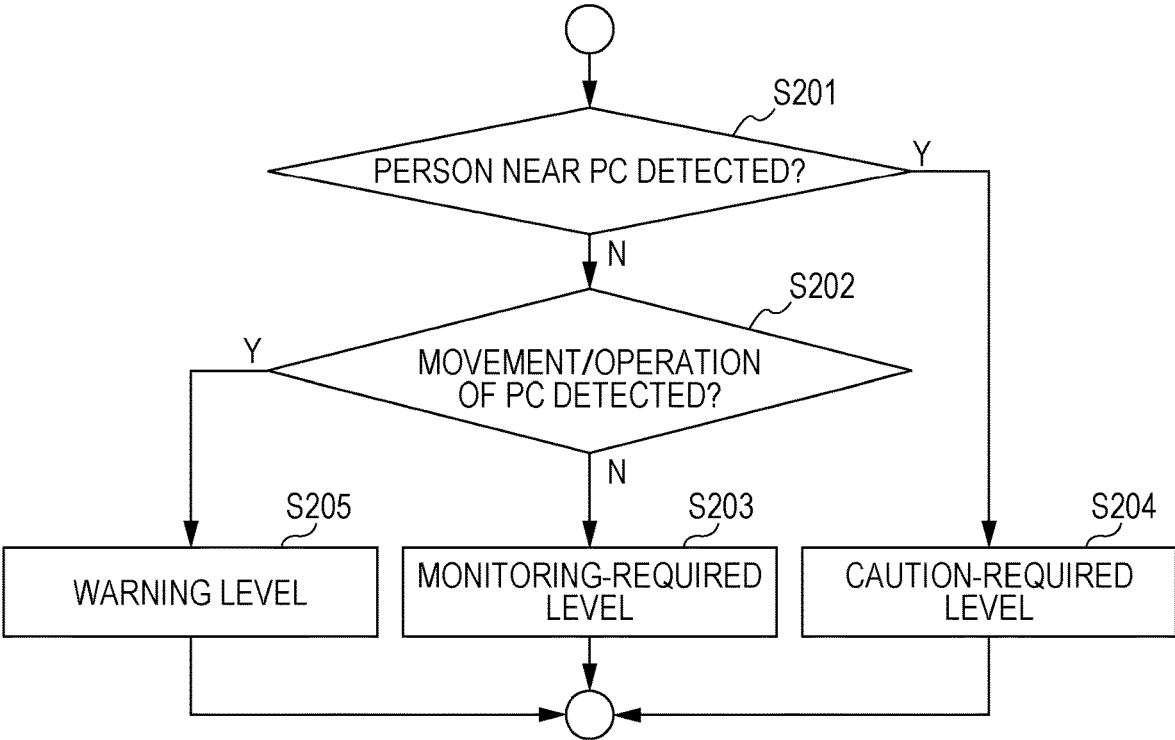 S201
PERSON NEAR PC DETECTED?
Y
N
S202
Y
MOVEMENT/OPERATION
OF PC DETECTED?
N
S205
S203
S204
WARNING LEVEL
MONITORING-REQUIRED
LEVEL
CAUTION-REQUIRED
LEVEL